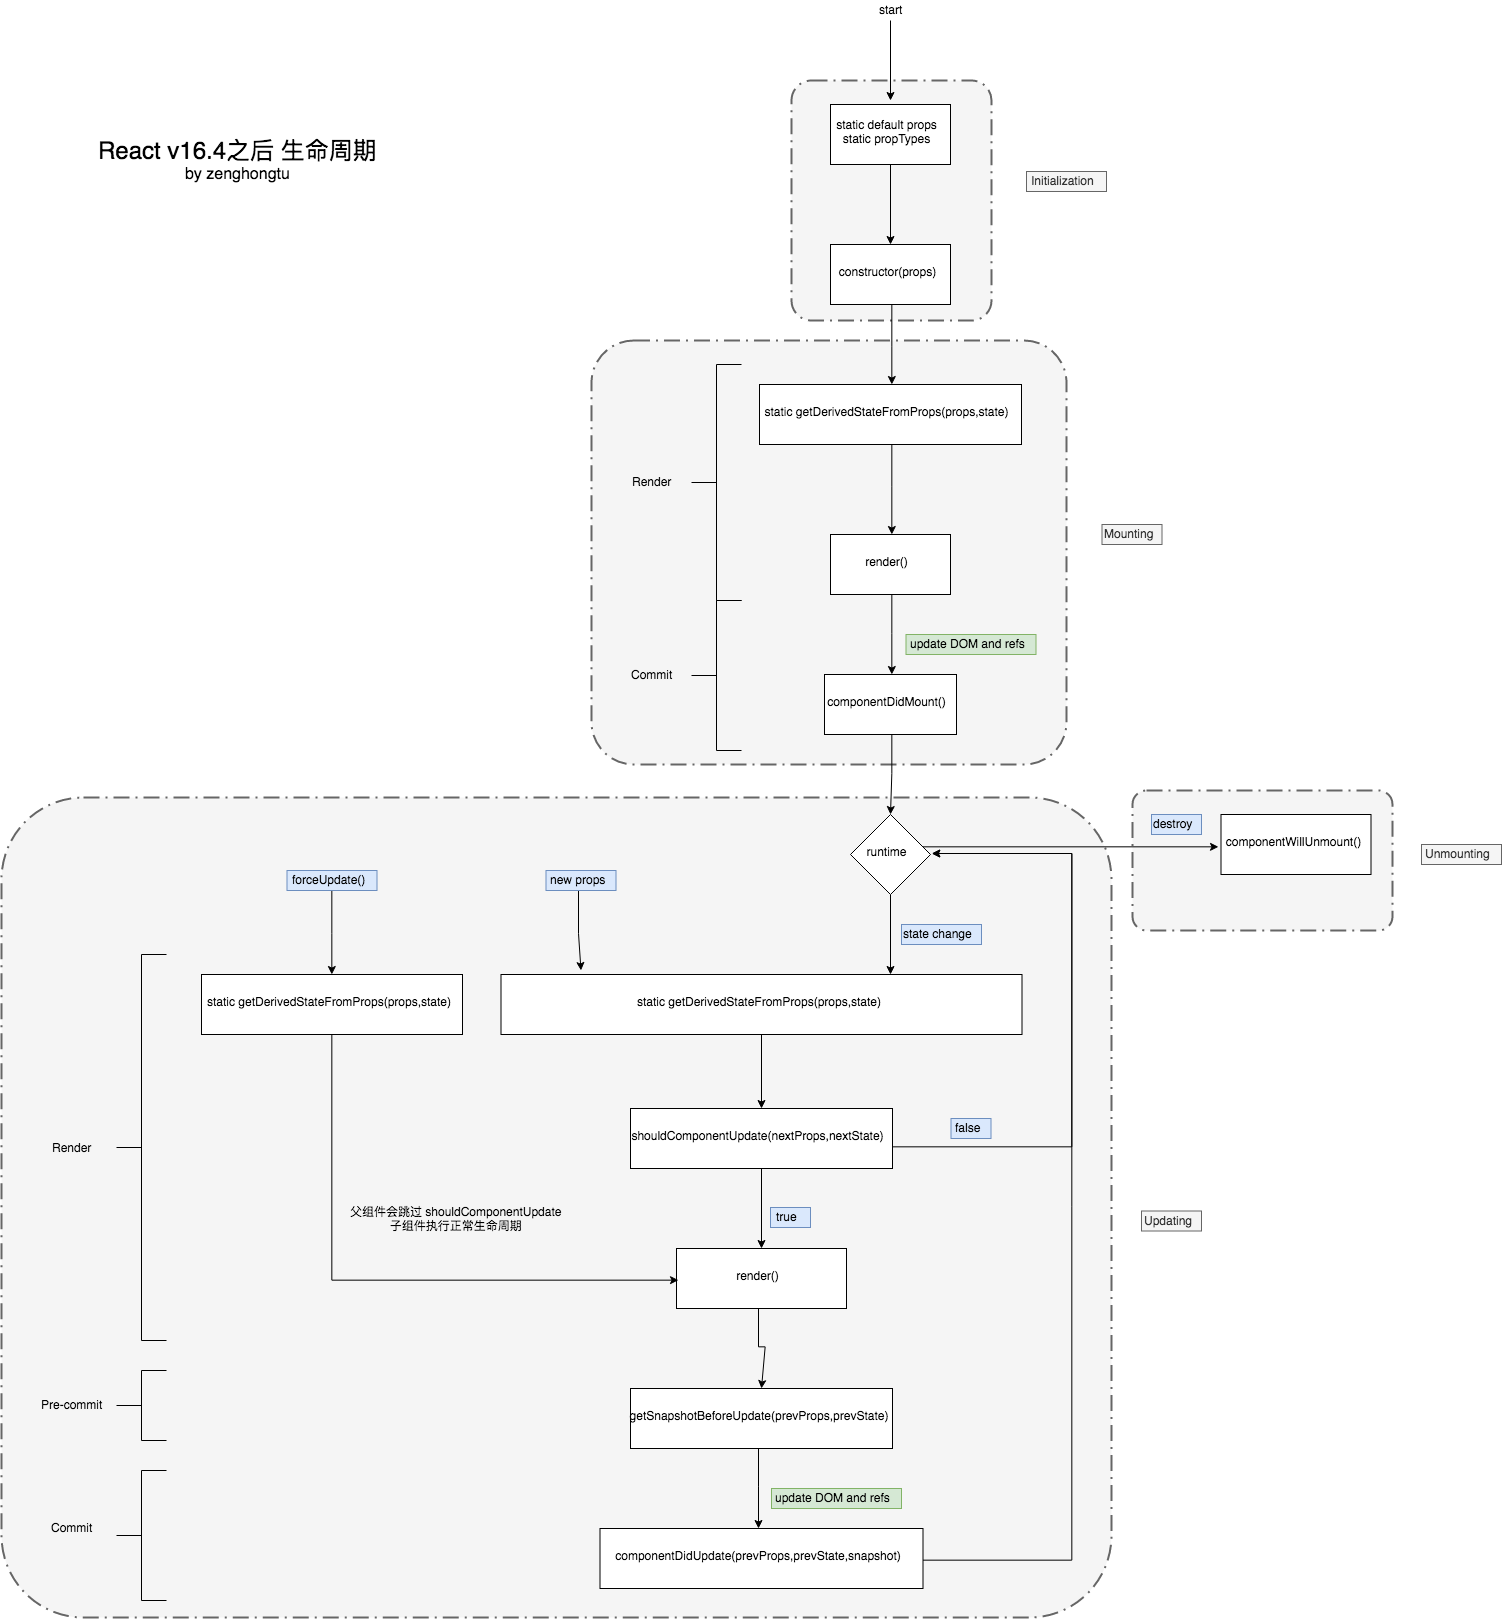 start
static default props
static propTypes
React v16.4之后 生命周期
by zenghongtu
Initialization
constructor(props)
static getDerivedStateFromProps(props,state)
Render
Mounting
render()
update DOM and refs
Commit
componentDidMount()
destroy
componentWillUnmount()
runtime
Unmounting
forceUpdate()
new props
state change
static getDerivedStateFromProps(props,state)
static getDerivedStateFromProps(props,state)
false
shouldComponentUpdate(nextProps,nextState)
Render
父组件会跳过 shouldComponentUpdate
子组件执行正常生命周期
true
Updating
render()
Pre-commit
getSnapshotBeforeUpdate(prevProps,prevState)
update DOM and refs
Commit
componentDidUpdate(prevProps,prevState,snapshot)